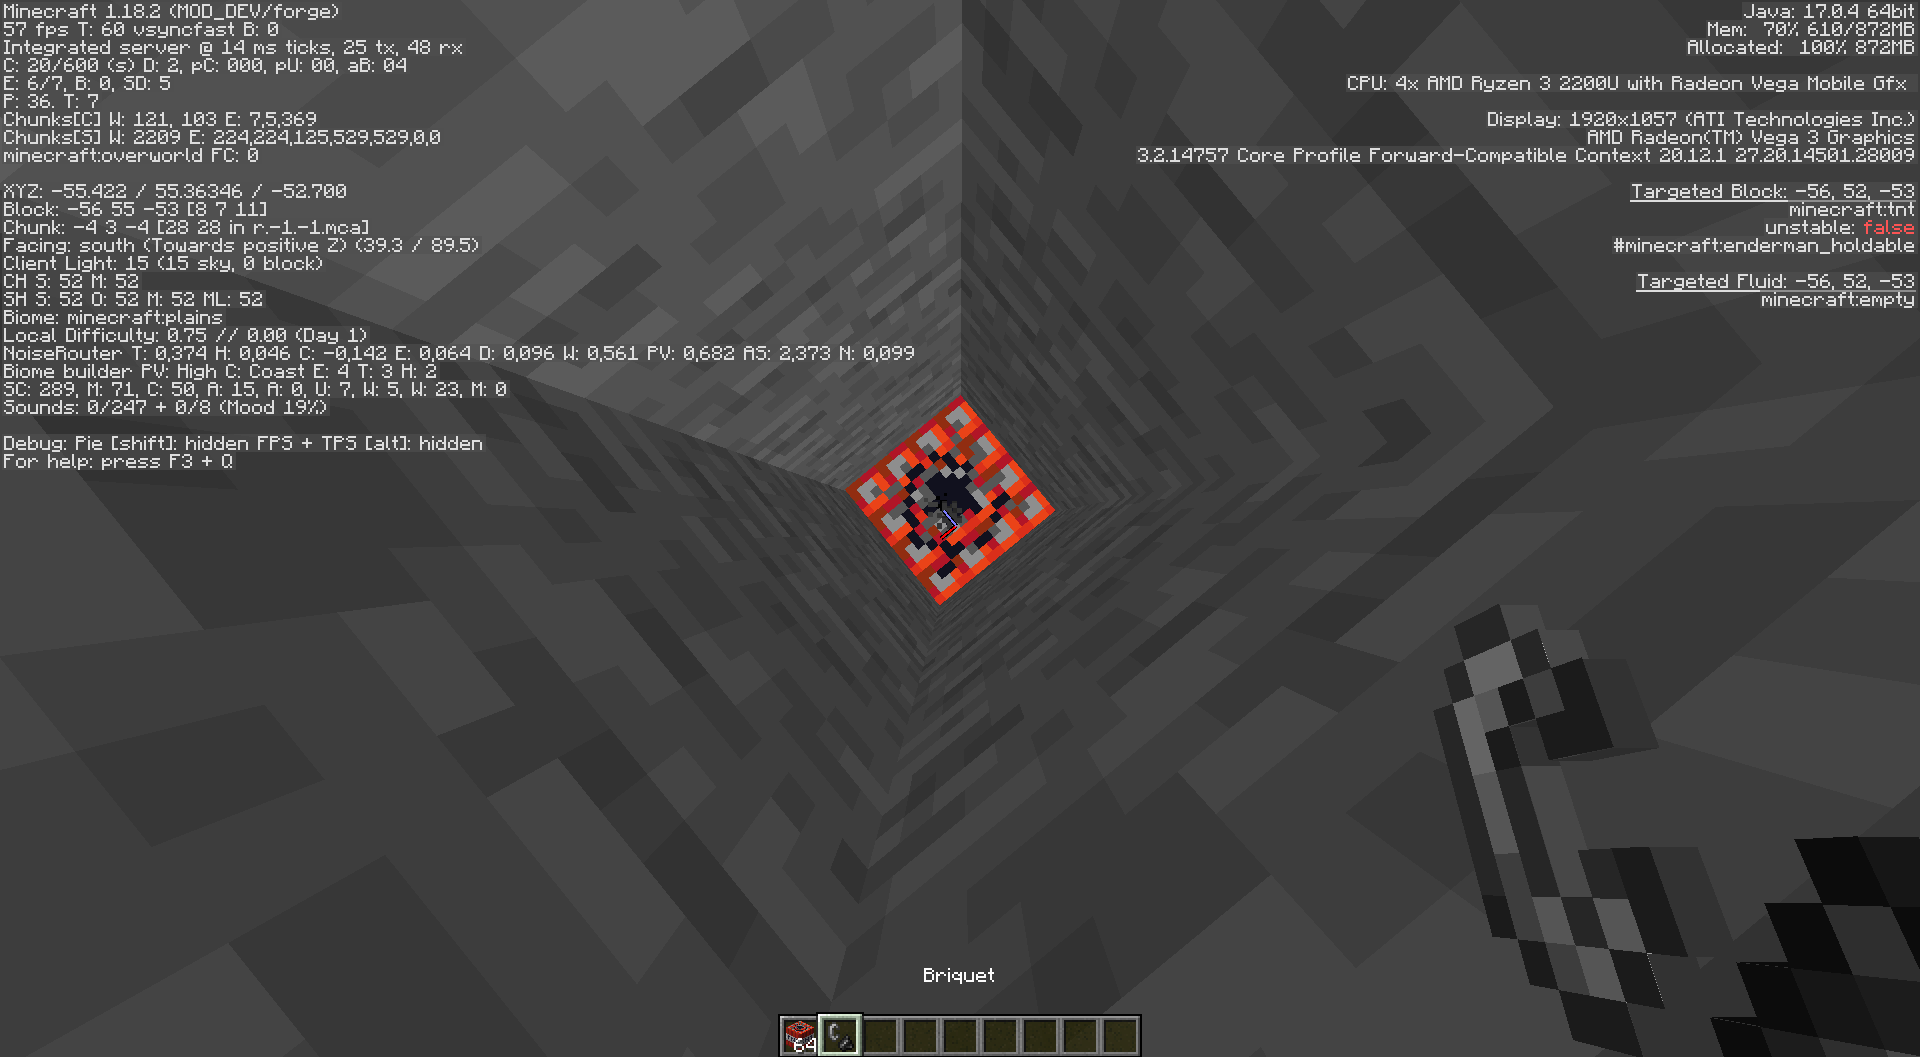 Minecraft 1.18.2 (MOD_DEV/forge)
57 fps T: 60 vsyncfast B: 0
Integrated server @ 14 ms ticks, 25 tx, 48 rx
C: 20/600 (s) D: 2, pC: 000, pU: 00, aB: 04
E: 6/7, B: 0, SD: 5
P: 36. T: 7
Chunks[C] W: 121, 103 E: 7,5,369
Chunks[S] W: 2209 E: 224,224,125,529,529,0,0
minecraft:overworld FC: 0
XYZ: -55.422 / 55.36346 / -52.700
Block: -56 55 -53 [8 7 11]
Chunk: -4 3 -4 [28 28 in r.-1.-1.mca]
Facing: south (Towards positive Z) (39.3 / 89.5)
Client Light: 15 (15 sky, 0 block)
CH S: 52 M: 52
SH S: 52 O: 52 M: 52 ML: 52
Biome: minecraft:plains
Local Difficulty: 0.75 // 0.00 (Day 1)
NoiseRouter T: 0,374 H: 0,046 C: -0,142 E: 0,064 D: 0,096 W: 0,561 PV: 0,682 AS: 2,373 N: 0,099
Biome builder PV: High C: Coast E: 4 T: 3 H: 2
SC: 289, M: 71, C: 50, A: 15, A: 0, U: 7, W: 5, W: 23, M: 0
Sounds: 0/247 + 0/8 (Mood 19%)
Debug: Pie [shift]: hidden FPS + TPS [alt]: hidden
For help: press F3 + Q
Java: 17.0.4 64bit
Mem: 70% 610/872MB
Allocated: 100% 872MB
CPU: 4x AMD Ryzen 3 2200U with Radeon Vega Mobile Gfx
Display: 1920x1057 (ATI Technologies Inc.)
AMD Radeon(TM) Vega 3 Graphics
3.2.14757 Core Profile Forward-Compatible Context 20.12.1 27.20.14501.28009
Targeted Block: -56, 52, -53
minecraft:tnt
unstable: false
#minecraft:enderman_holdable
Targeted Fluid: -56, 52, -53
minecraft:empty
Briquet
64